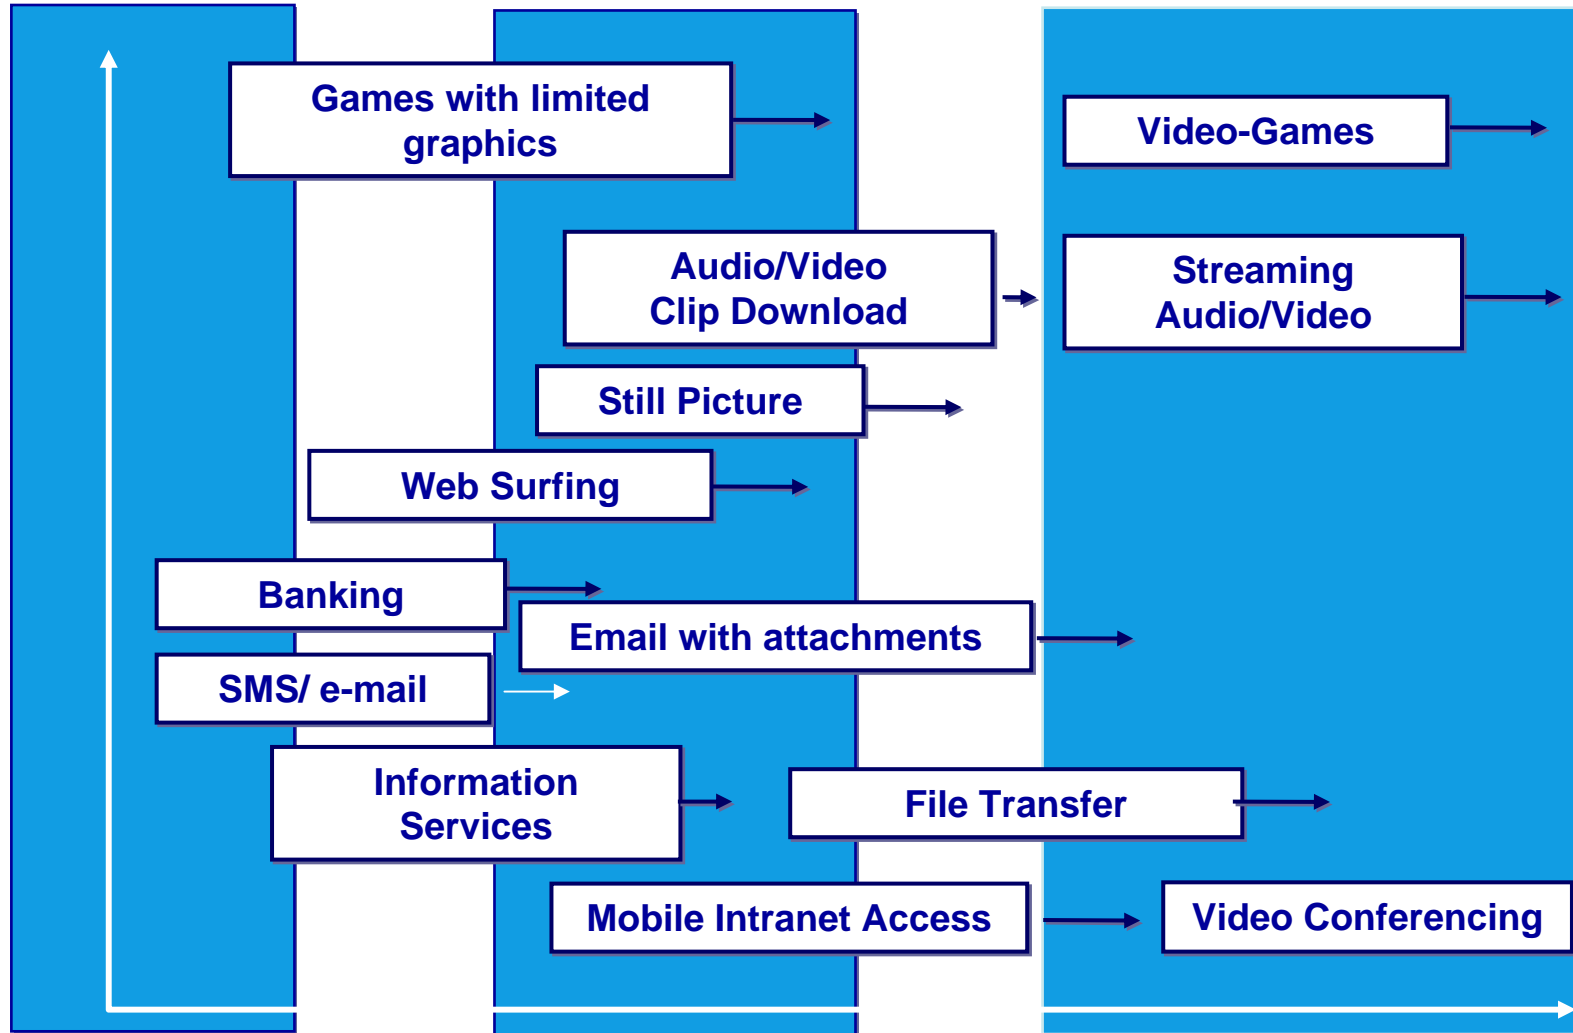 Games with limited
graphics
Video-Games
Audio/Video
Clip Download
Streaming
Audio/Video
Still Picture
Web Surfing
Banking
Email with attachments
SMS/ e-mail
Information
Services
File Transfer
Mobile Intranet Access
Video Conferencing